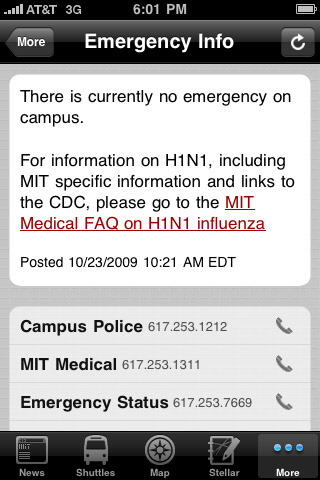 AT&T 3G 6:01 PM
More Emergency Info
There is currently no emergency on
campus.
For information on H1N1, including
MIT specific information and links to
the CDC, please go to the MIT
Medical FAQ on H1N1 influenza
Posted 10/23/2009 10:21 AM EDT
Campus Police 617.253.1212
MIT Medical 617.253.1311
Emergency Status 617.253.7669
News Shuttles Map Stellar More